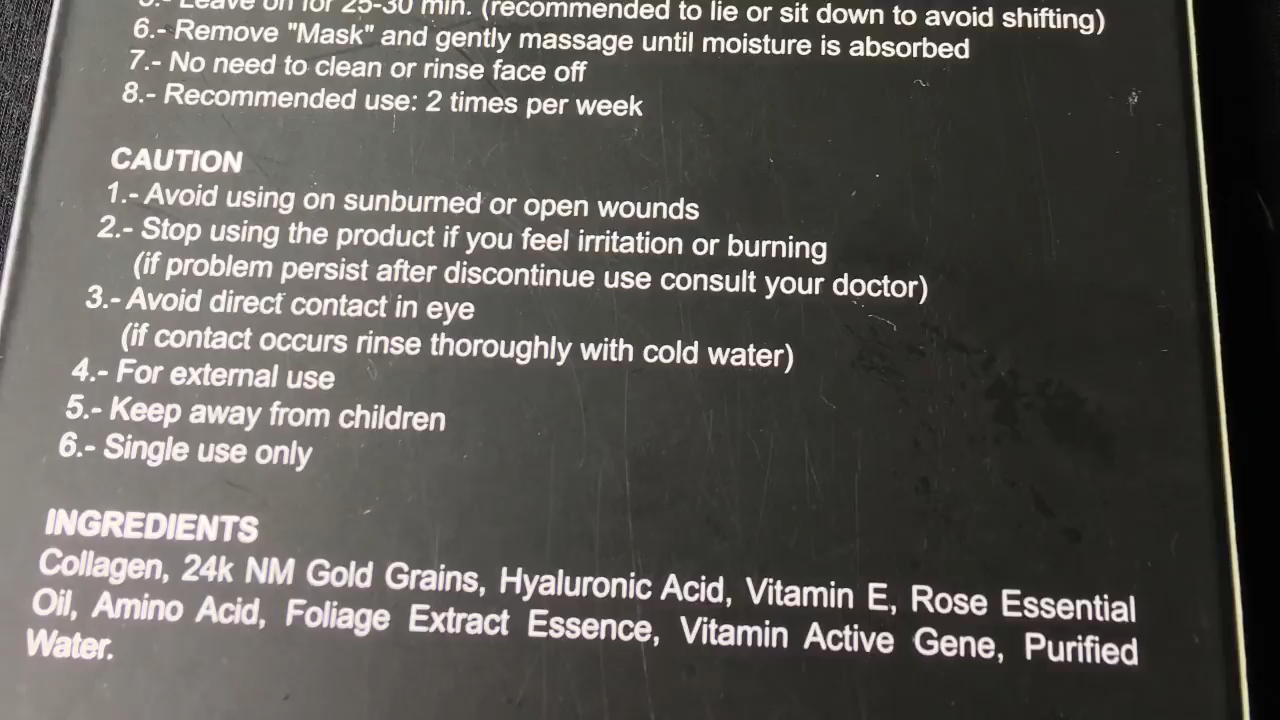 5.- Leave on for 25-30 min. (recommended to lie or sit down to avoid shifting)
6.- Remove "Mask" and gently massage until moisture is absorbed
7.- No need to clean or rinse face off
8.- Recommended use: 2 times per week
CAUTION
1.- Avoid using on sunburned or open wounds
2.- Stop using the product if you feel irritation or burning
(if problem persist after discontinue use consult your doctor)
3.- Avoid direct contact in eye
(if contact occurs rinse thoroughly with cold water)
4.- For external use
5.- Keep away from children
6.- Single use only
INGREDIENTS
Collagen, 24k NM Gold Grains, Hyaluronic Acid, Vitamin E, Rose Essential
Oil, Amino Acid, Foliage Extract Essence, Vitamin Active Gene, Purified
Water.